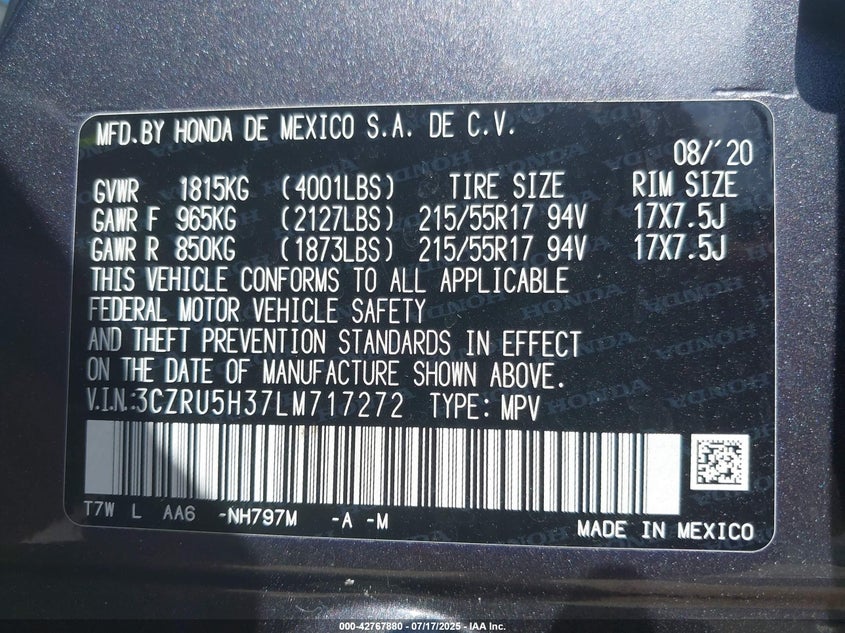 MFD.BY HONDA DE MEXICO S.A. DE C.V.
08/'20
GVWR 1815KG (4001LBS) TIRE SIZE RIM SIZE
GAWR F 965KG (2127LBS) 215/55R17 94V 17X7.5J
GAWR R 850KG (1873LBS) 215/55R17 94V 17X7.5J
THIS VEHICLE CONFORMS TO ALL APPLICABLE
FEDERAL MOTOR VEHICLE SAFETY
AND THEFT PREVENTION STANDARDS IN EFFECT
ON THE DATE OF MANUFACTURE SHOWN ABOVE.
V.I.N.:3CZRU5H37LM717272 TYPE: MPV
T7W L AA6 -NH797M -A -M
MADE IN MEXICO
000-42767880 - 07/17/2025 - IAA Inc.